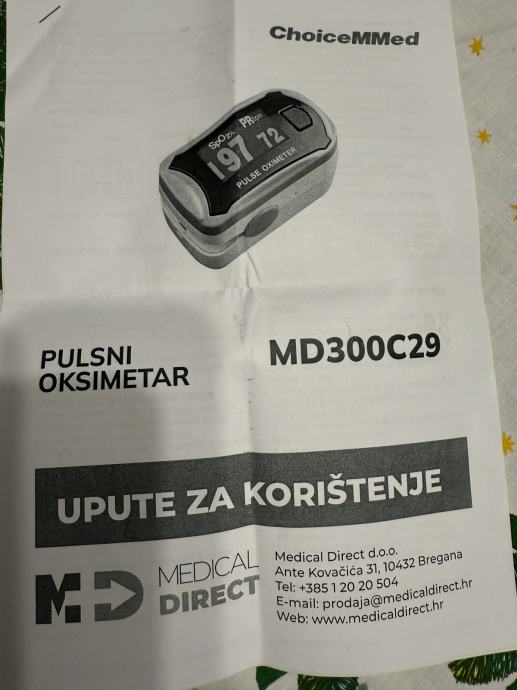 ChoiceMMed
SpO2% PRbpm
97 72
PULSE OXIMETER
PULSNI
OKSIMETAR
MD300C29
UPUTE ZA KORIŠTENJE
MD MEDICAL
DIRECT
Medical Direct d.o.o.
Ante Kovačića 31, 10432 Bregana
Tel: +385 1 20 20 504
E-mail: prodaja@medicaldirect.hr
Web: www.medicaldirect.hr